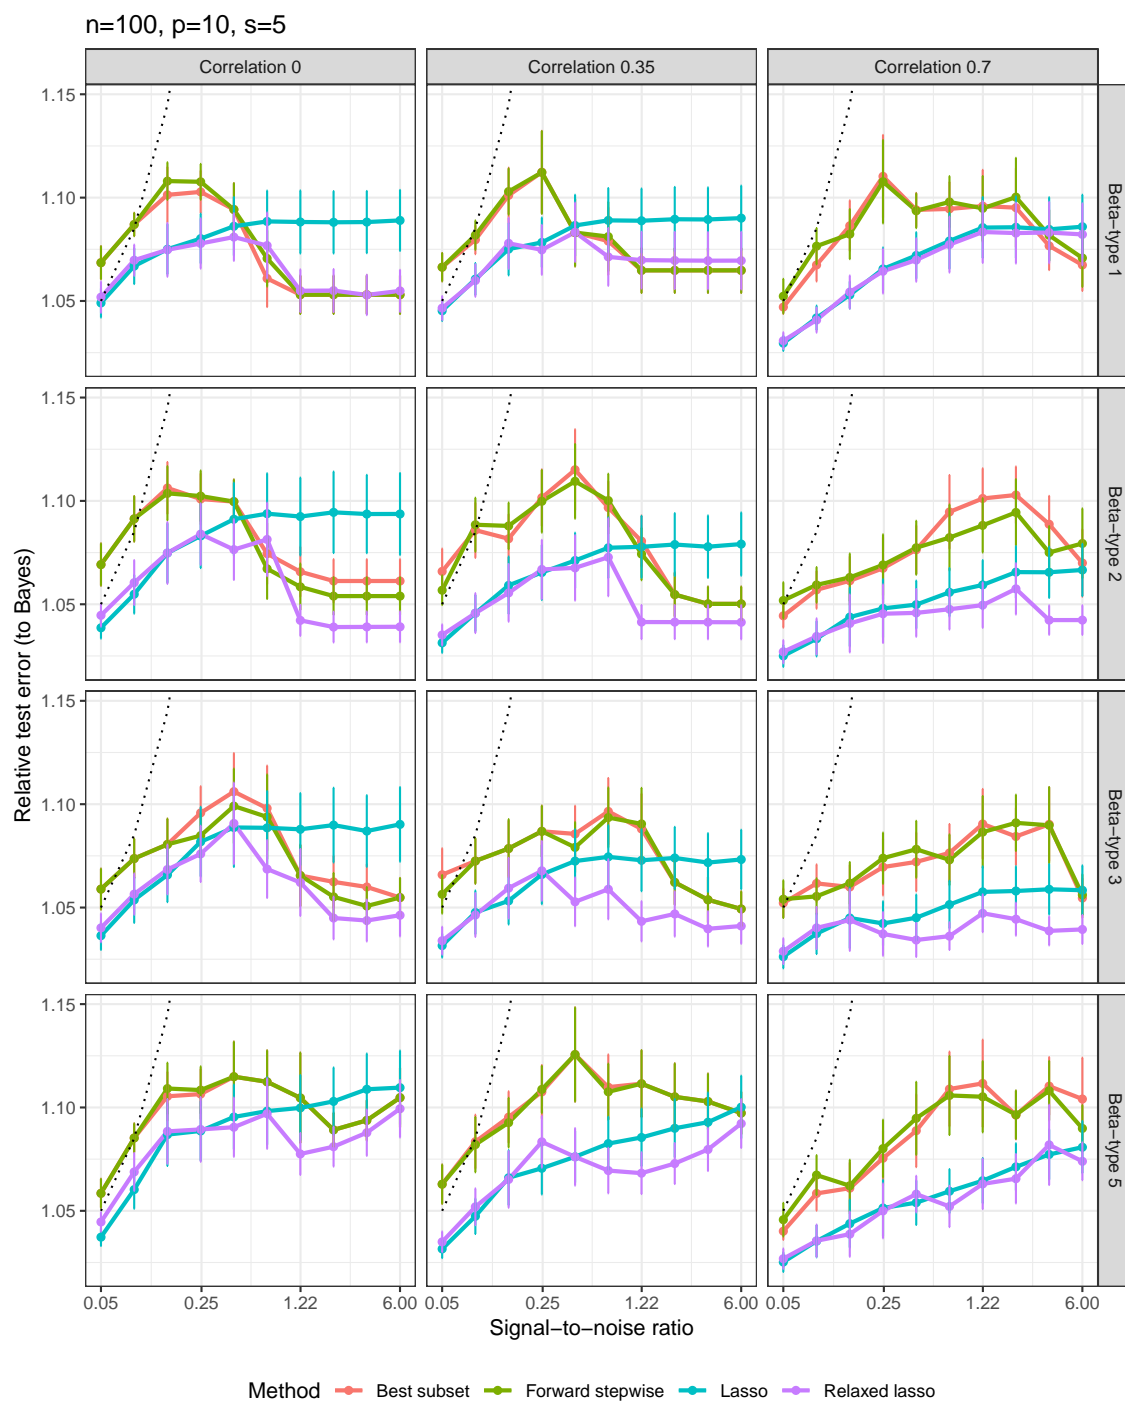 n=100, p=10, s=5
Correlation 0
Correlation 0.35
Correlation 0.7
Relative test error (to Bayes)
1.15
1.10
1.05
Beta−type 1
1.15
1.10
1.05
Beta−type 2
1.15
1.10
1.05
Beta−type 3
1.15
1.10
1.05
Beta−type 5
0.05 0.25 1.22 6.00
0.05 0.25 1.22 6.00
0.05 0.25 1.22 6.00
Signal−to−noise ratio
Method Best subset Forward stepwise Lasso Relaxed lasso